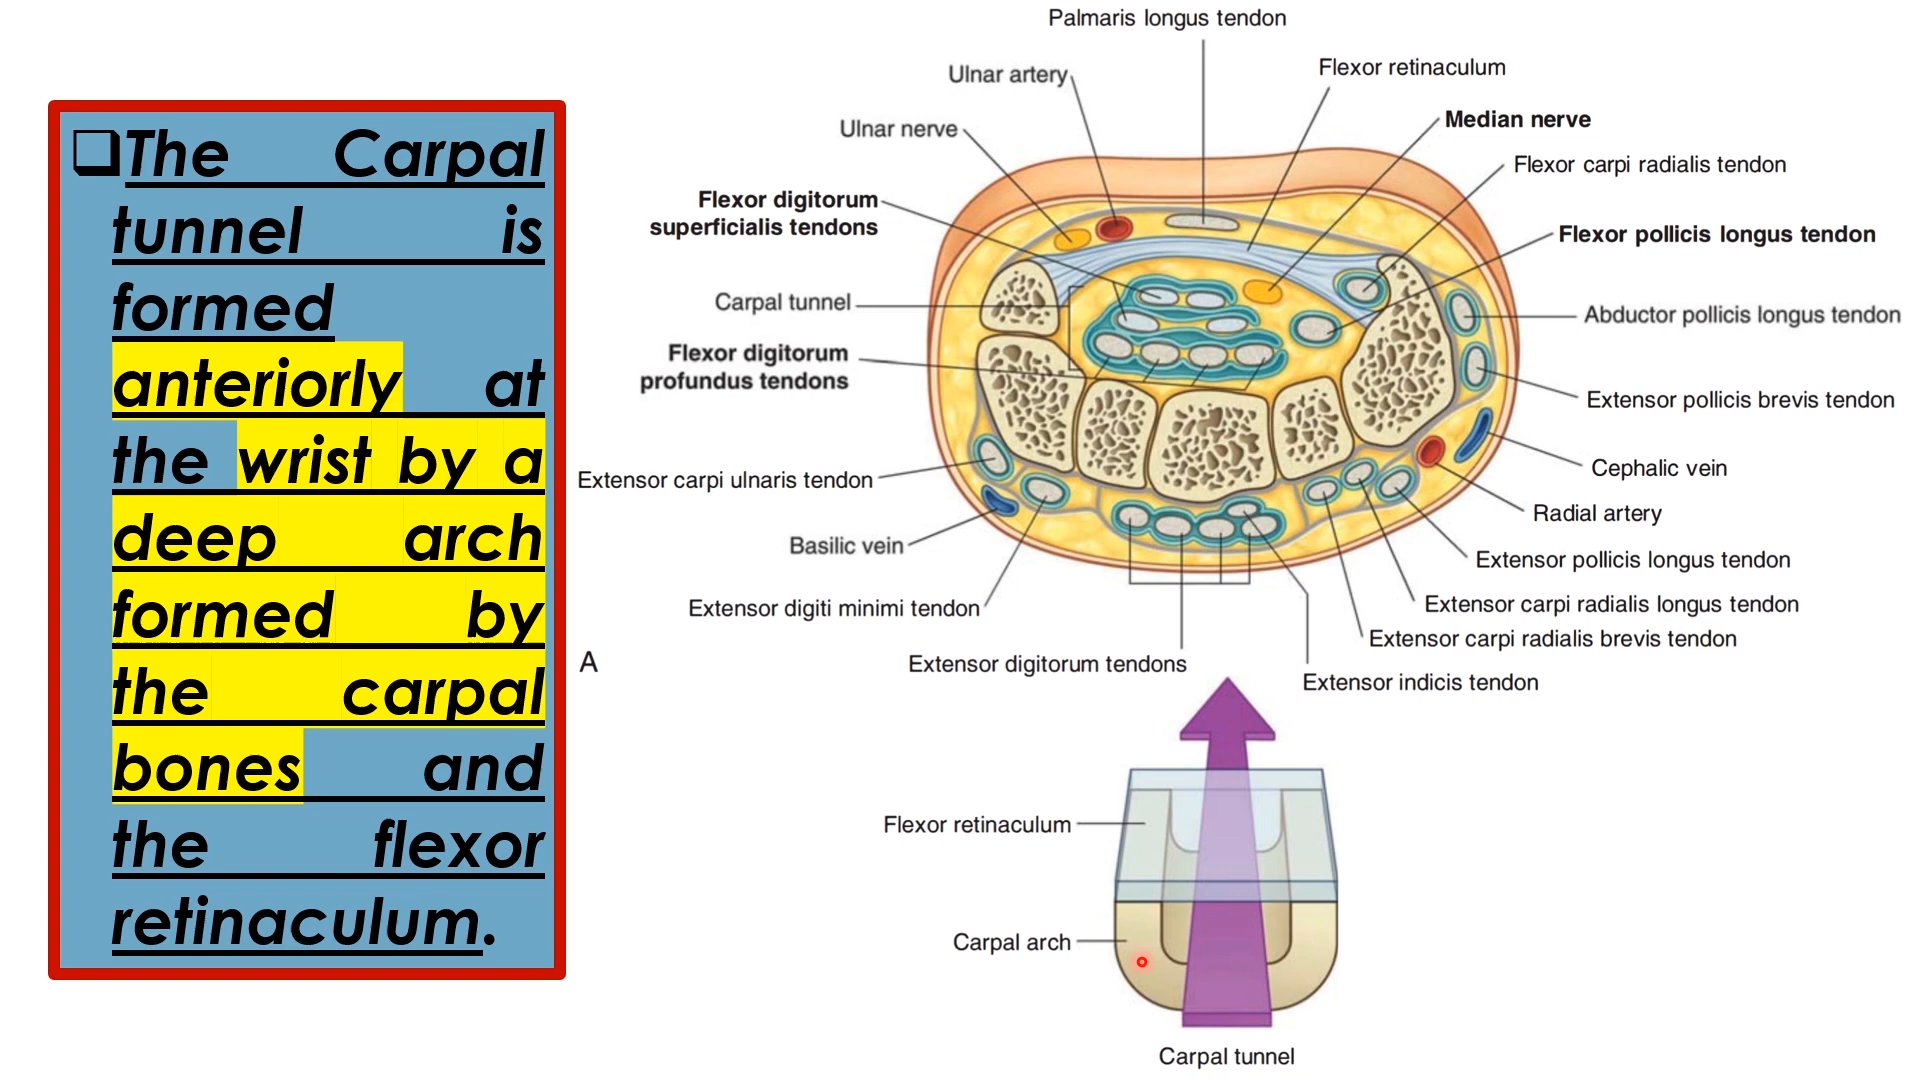 ❑The Carpal
tunnel is
formed
anteriorly at
the wrist by a
deep arch
formed by
the carpal
bones and
the flexor
retinaculum.
Palmaris longus tendon
Ulnar artery
Flexor retinaculum
Ulnar nerve
Median nerve
Flexor carpi radialis tendon
Flexor digitorum
superficialis tendons
Flexor pollicis longus tendon
Carpal tunnel
Abductor pollicis longus tendon
Flexor digitorum
profundus tendons
Extensor pollicis brevis tendon
Extensor carpi ulnaris tendon
Cephalic vein
Radial artery
Basilic vein
Extensor pollicis longus tendon
Extensor digiti minimi tendon
Extensor carpi radialis longus tendon
Extensor carpi radialis brevis tendon
A
Extensor digitorum tendons
Extensor indicis tendon
Flexor retinaculum
Carpal arch
Carpal tunnel